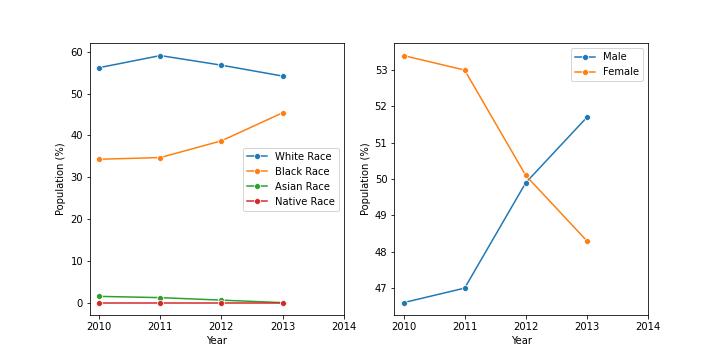 60
50
40
30
20
10
0
Population (%)
2010 2011 2012 2013 2014
Year
White Race
Black Race
Asian Race
Native Race
53
52
51
50
49
48
47
Population (%)
2010 2011 2012 2013 2014
Year
Male
Female